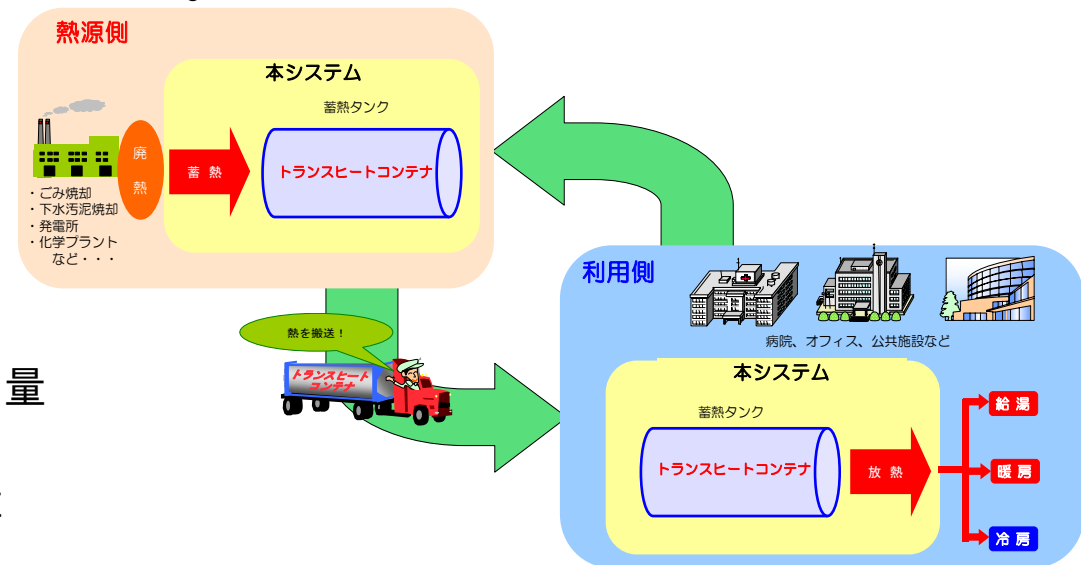 熱源側
本システム
蓄熱タンク
廃
熱
蓄 熱
トランスヒートコンテナ
・ごみ焼却
・下水汚泥焼却
・発電所
・化学プラント
など・・・
熱を搬送！
トランスヒート
コンテナ
量
利用側
病院、オフィス、公共施設など
本システム
蓄熱タンク
トランスヒートコンテナ
放 熱
給 湯
暖 房
冷 房